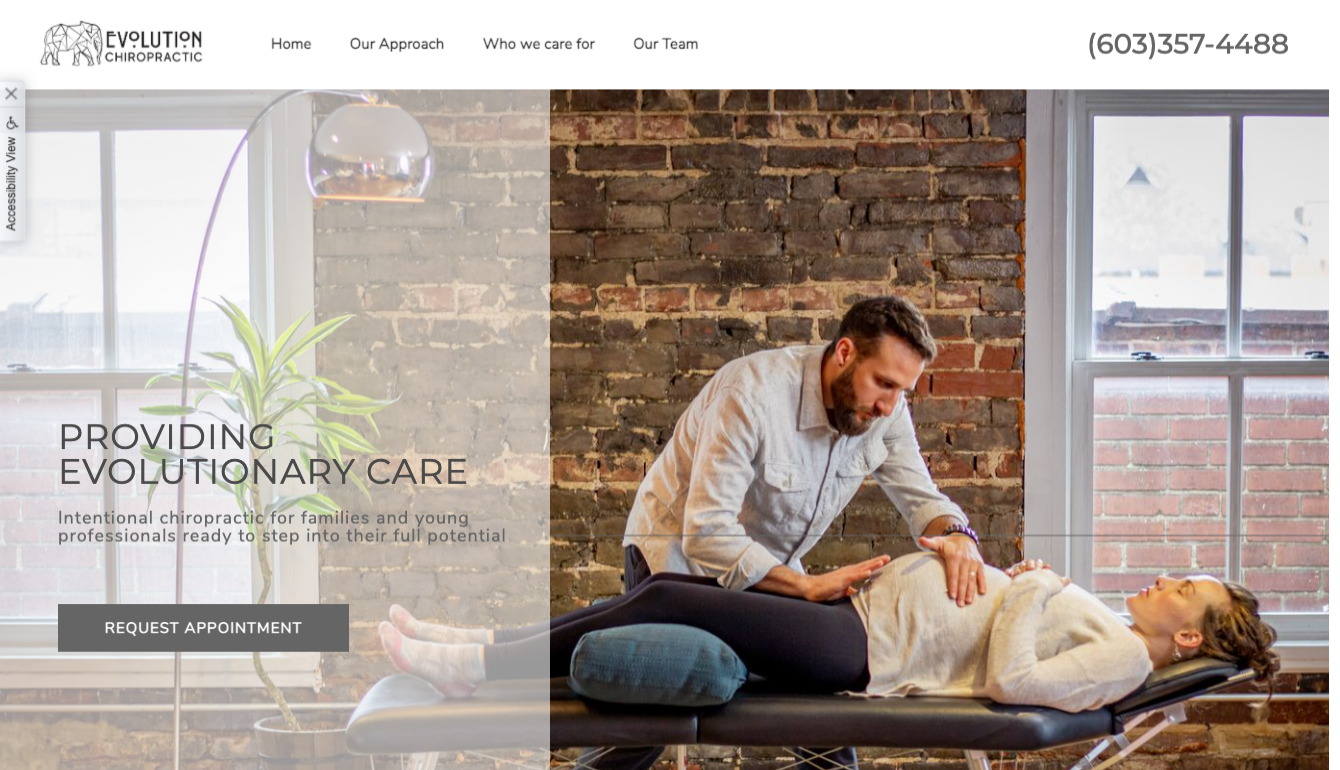 EVOLUTION
CHIROPRACTIC
Home
Our Approach
Who we care for
Our Team
(603)357-4488
Accessibility View
PROVIDING
EVOLUTIONARY CARE
Intentional chiropractic for families and young
professionals ready to step into their full potential
REQUEST APPOINTMENT